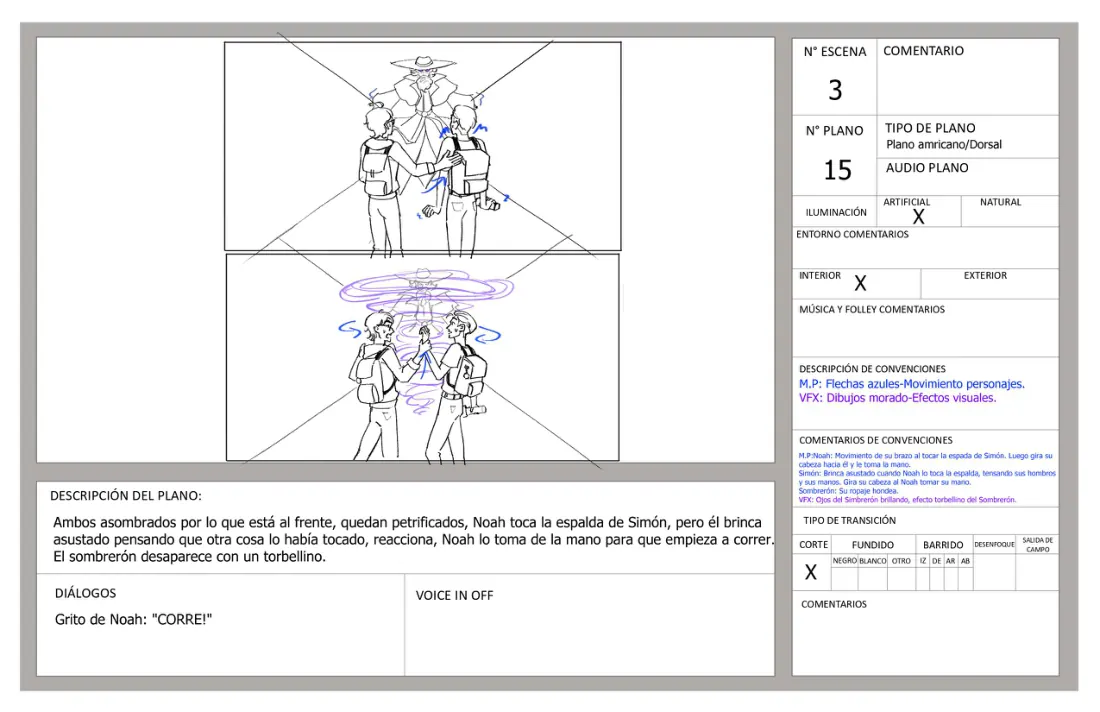 N° ESCENA
3
COMENTARIO
N° PLANO
15
TIPO DE PLANO
Plano amricano/Dorsal
AUDIO PLANO
ILUMINACIÓN
ARTIFICIAL
X
NATURAL
ENTORNO COMENTARIOS
INTERIOR
X
EXTERIOR
MÚSICA Y FOLLEY COMENTARIOS
DESCRIPCIÓN DE CONVENCIONES
M.P: Flechas azules-Movimiento personajes.
VFX: Dibujos morado-Efectos visuales.
COMENTARIOS DE CONVENCIONES
M.P:Noah: Movimiento de su brazo al tocar la espada de Simón. Luego gira su
cabeza hacia él y le toma la mano.
Simón: Brinca asustado cuando Noah lo toca la espalda, tensando sus hombros
y sus manos. Gira su cabeza al Noah tomar su mano.
Sombrerón: Su ropaje hondea.
VFX: Ojos del Simbrerón brillando, efecto torbellino del Sombrerón.
TIPO DE TRANSICIÓN
CORTE
X
FUNDIDO
NEGRO BLANCO OTRO
BARRIDO
IZ DE AR AB
DESENFOQUE
SALIDA DE
CAMPO
COMENTARIOS
DESCRIPCIÓN DEL PLANO:
Ambos asombrados por lo que está al frente, quedan petrificados, Noah toca la espalda de Simón, pero él brinca
asustado pensando que otra cosa lo había tocado, reacciona, Noah lo toma de la mano para que empieza a correr.
El sombrerón desaparece con un torbellino.
DIÁLOGOS
Grito de Noah: "CORRE!"
VOICE IN OFF